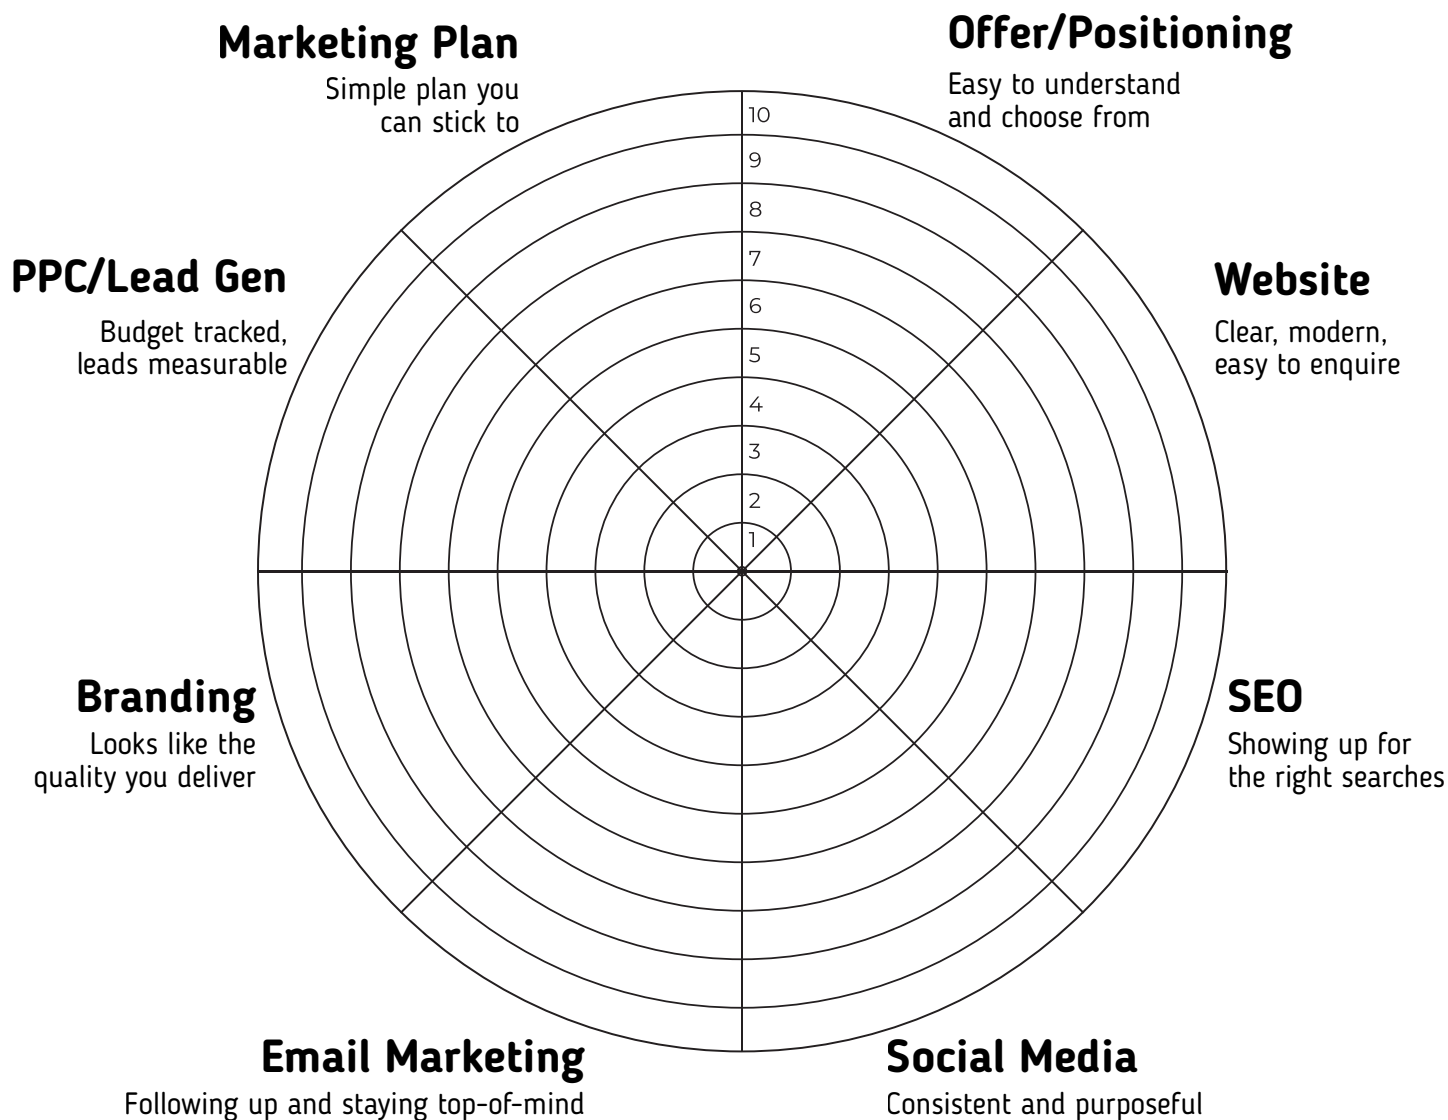 Marketing Plan
Simple plan you
can stick to
Offer/Positioning
Easy to understand
and choose from
10
9
8
7
6
5
4
3
2
1
PPC/Lead Gen
Budget tracked,
leads measurable
Website
Clear, modern,
easy to enquire
Branding
Looks like the
quality you deliver
SEO
Showing up for
the right searches
Email Marketing
Following up and staying top-of-mind
Social Media
Consistent and purposeful